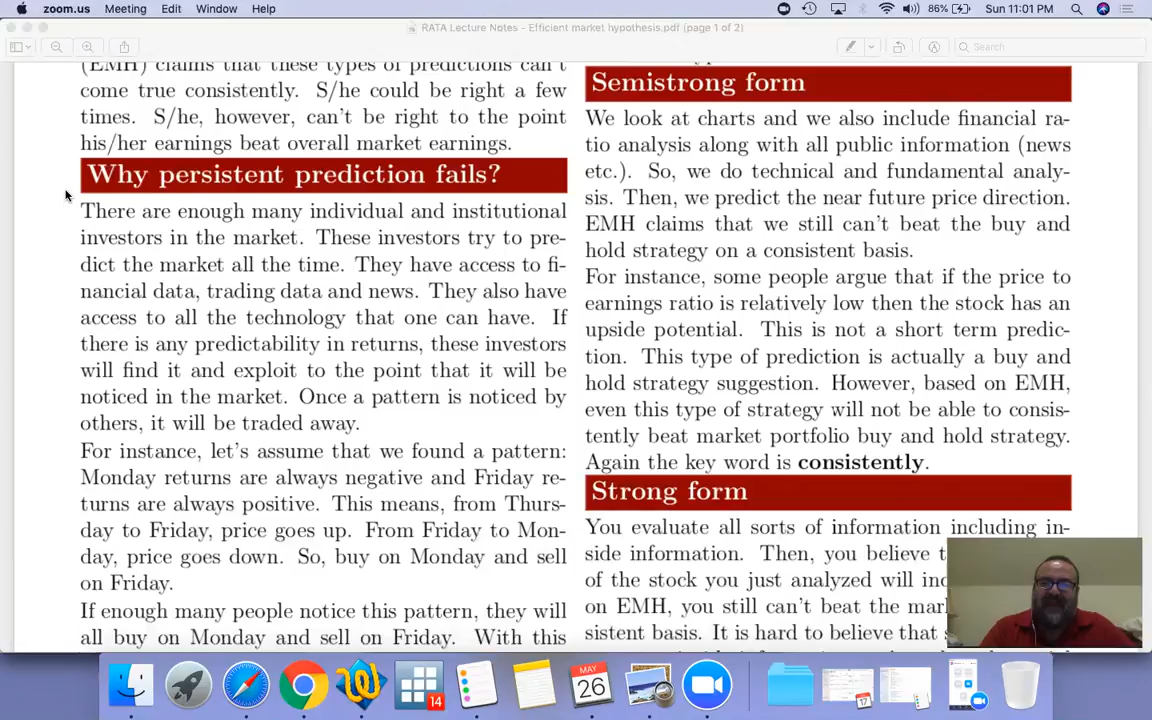 zoom.us Meeting Edit Window Help 86% Sun 11:01 PM
RATA Lecture Notes - Efficient market hypothesis.pdf (page 1 of 2)
Search
(EMH) claims that these types of predictions can't
come true consistently. S/he could be right a few
times. S/he, however, can't be right to the point
his/her earnings beat overall market earnings.
Why persistent prediction fails?
There are enough many individual and institutional
investors in the market. These investors try to pre-
dict the market all the time. They have access to fi-
nancial data, trading data and news. They also have
access to all the technology that one can have. If
there is any predictability in returns, these investors
will find it and exploit to the point that it will be
noticed in the market. Once a pattern is noticed by
others, it will be traded away.
For instance, let's assume that we found a pattern:
Monday returns are always negative and Friday re-
turns are always positive. This means, from Thurs-
day to Friday, price goes up. From Friday to Mon-
day, price goes down. So, buy on Monday and sell
on Friday.
If enough many people notice this pattern, they will
all buy on Monday and sell on Friday. With this
Semistrong form
We look at charts and we also include financial ra-
tio analysis along with all public information (news
etc.). So, we do technical and fundamental analy-
sis. Then, we predict the near future price direction.
EMH claims that we still can't beat the buy and
hold strategy on a consistent basis.
For instance, some people argue that if the price to
earnings ratio is relatively low then the stock has an
upside potential. This is not a short term predic-
tion. This type of prediction is actually a buy and
hold strategy suggestion. However, based on EMH,
even this type of strategy will not be able to consis-
tently beat market portfolio buy and hold strategy.
Again the key word is consistently.
Strong form
You evaluate all sorts of information including in-
side information. Then, you believe t
of the stock you just analyzed will inc
on EMH, you still can't beat the mar
sistent basis. It is hard to believe that s
14
MAY
26
17